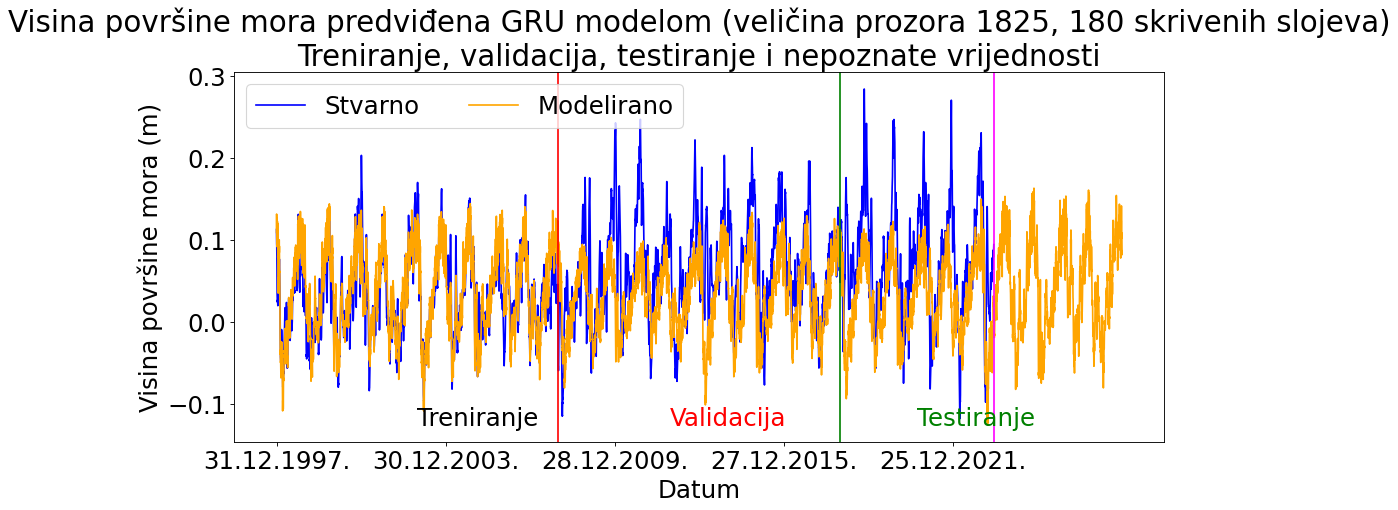 Visina površine mora predviđena GRU modelom (veličina prozora 1825, 180 skrivenih slojeva)
Treniranje, validacija, testiranje i nepoznate vrijednosti
Stvarno
Modelirano
Visina površine mora (m)
0.3
0.2
0.1
0.0
−0.1
Treniranje
Validacija
Testiranje
31.12.1997.
30.12.2003.
28.12.2009.
27.12.2015.
25.12.2021.
Datum